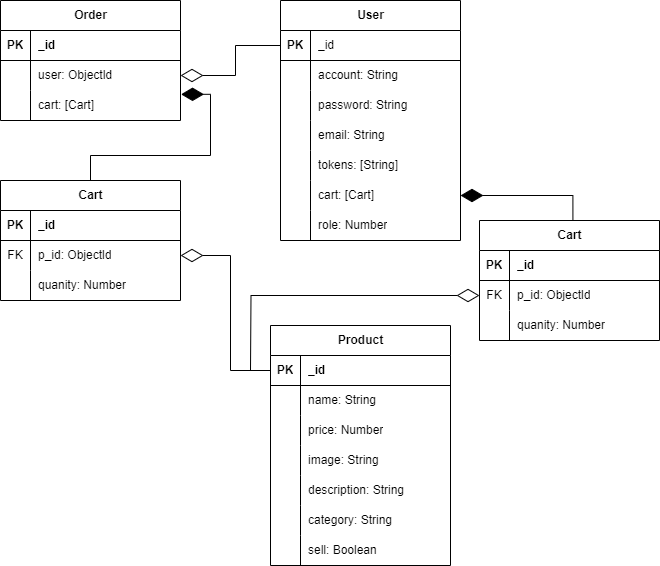 Order
PK _id
user: ObjectId
cart: [Cart]
User
PK _id
account: String
password: String
email: String
tokens: [String]
cart: [Cart]
role: Number
Cart
PK _id
FK p_id: ObjectId
quanity: Number
Cart
PK _id
FK p_id: ObjectId
quanity: Number
Product
PK _id
name: String
price: Number
image: String
description: String
category: String
sell: Boolean